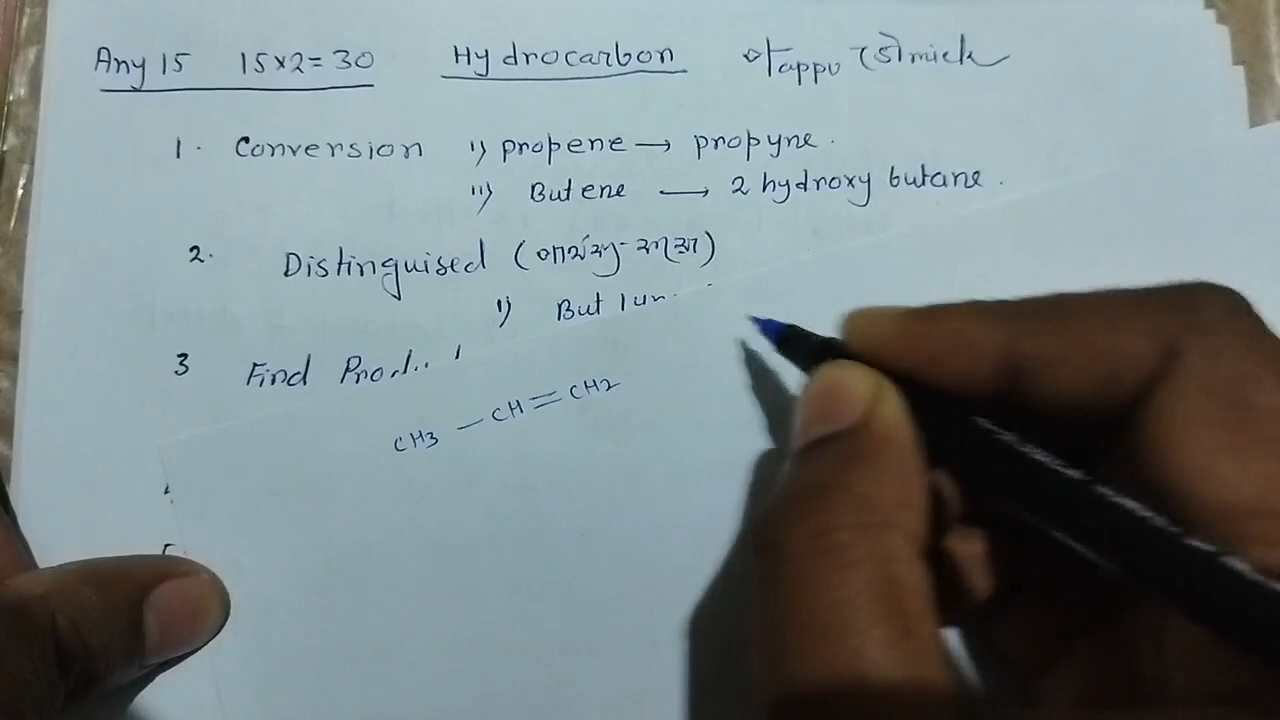 Any 15 15×2=30 Hydrocarbon
1. Conversion i) propene → propyne.
ii) Butene → 2 hydroxy butane.
2. Distinguised
i) But
3 Find
CH3 — CH = CH2